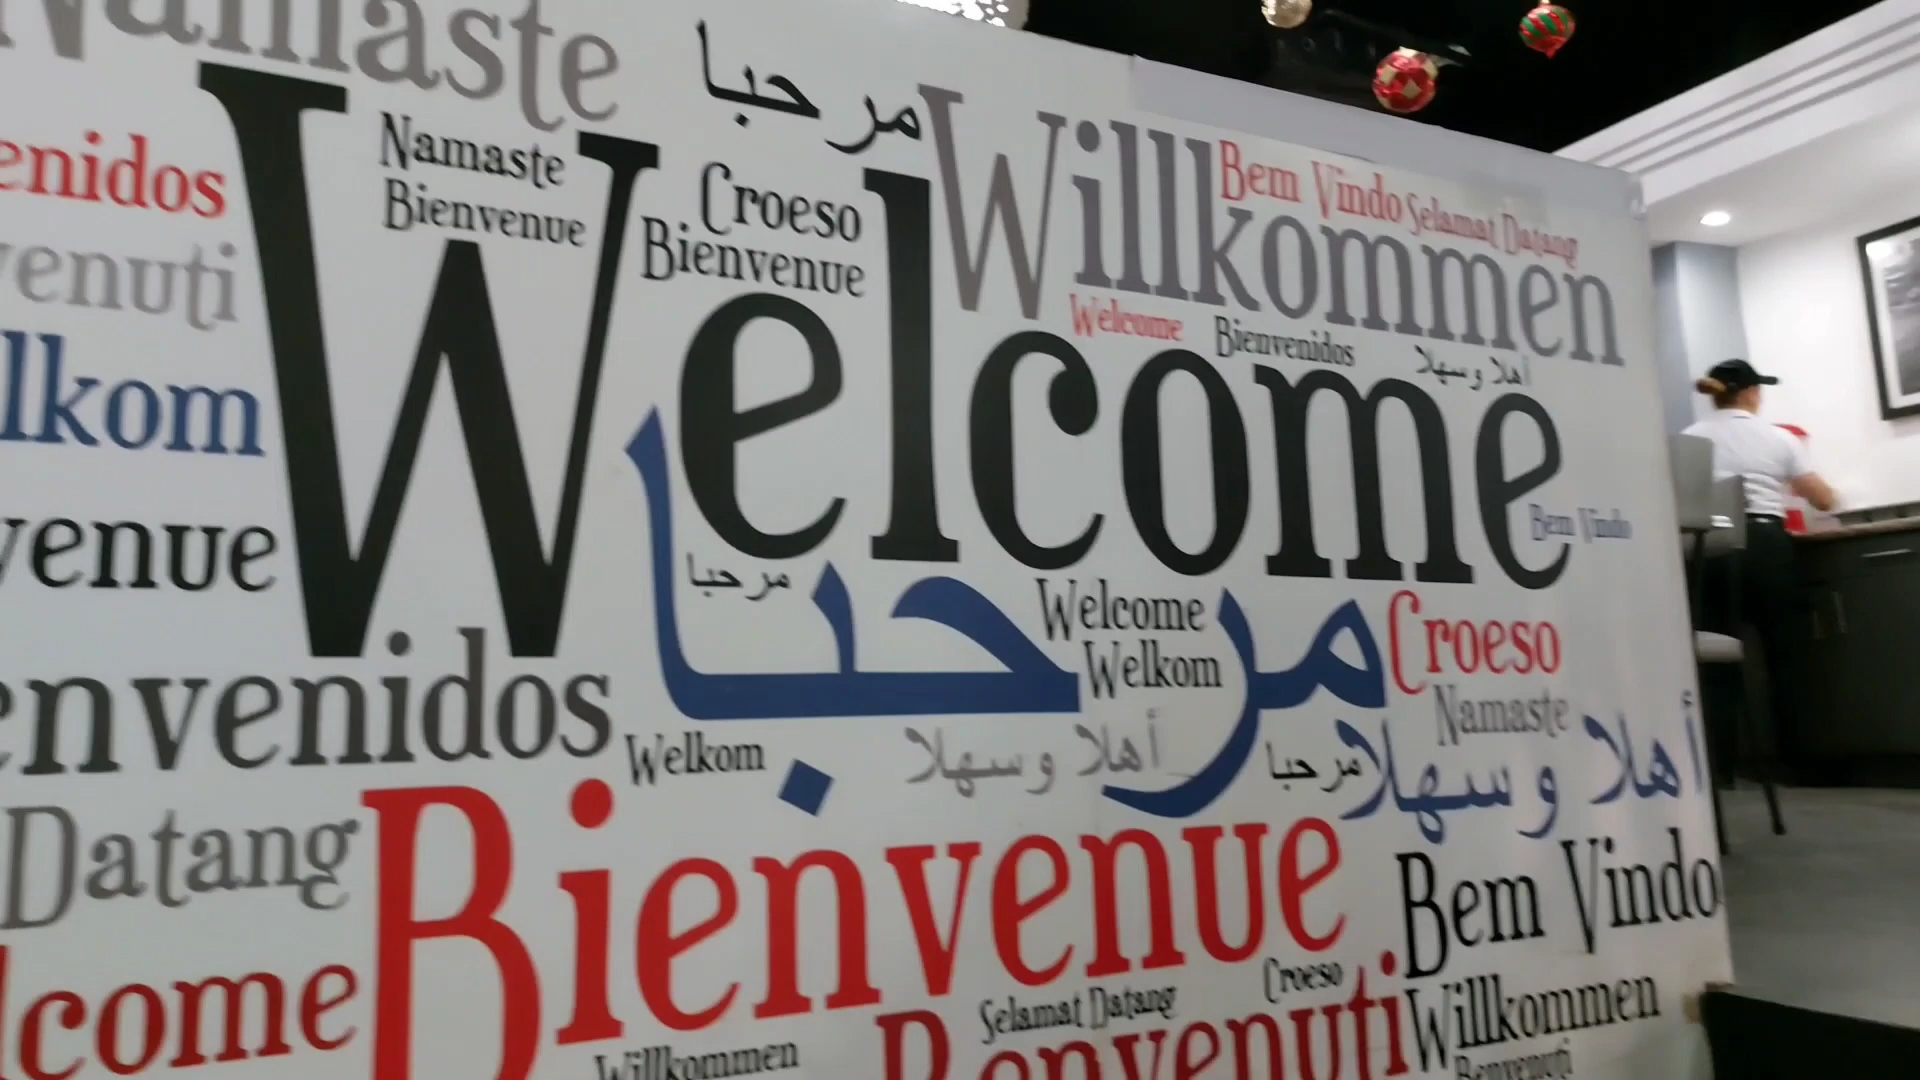 Namaste
مرحبا
Willkommen
Bem Vindo
Selamat Datang
enidos
Namaste
Bienvenue
Croeso
Bienvenue
Welcome
venuti
Welcome
Bienvenidos
أهلا وسهلا
lkom
Bem Vindo
venue
مرحبا
مرحبا
Welcome
Welkom
Croeso
Namaste
envenidos
Welkom
أهلا وسهلا
مرحبا
أهلا وسهلا
Datang
Bienvenue
Bem Vindo
lcome
Selamat Datang
Croeso
Benvenuti
Willkommen
Willkommen
Benvenuti